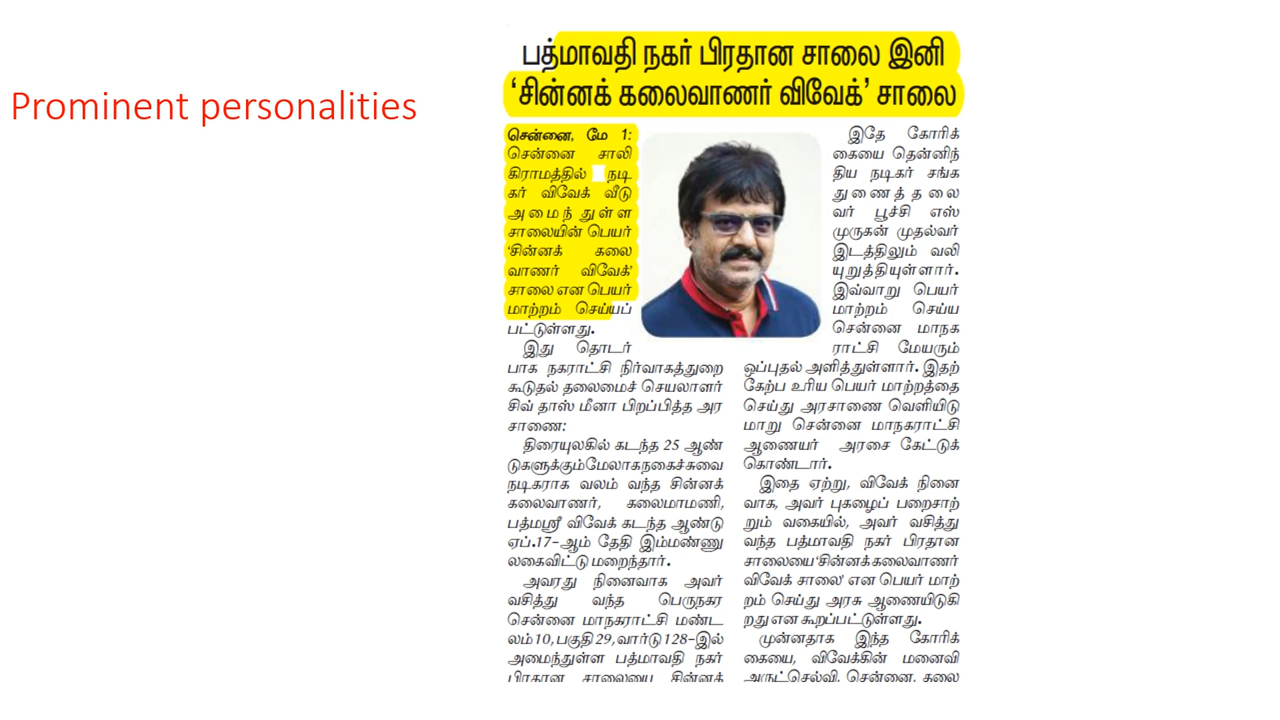 Prominent personalities
பத்மாவதி நகர் பிரதான சாலை இனி
‘சின்னக் கலைவாணர் விவேக்’ சாலை
சென்னை, மே 1:
சென்னை சாலி
கிராமத்தில் நடி
கர் விவேக் வீடு
அமைந்துள்ள
சாலையின் பெயர்
‘சின்னக் கலை
வாணர் விவேக்’
சாலை என பெயர்
மாற்றம் செய்யப்
பட்டுள்ளது.
இது தொடர்
பாக நகராட்சி நிர்வாகத்துறை
கூடுதல் தலைமைச் செயலாளர்
சிவ் தாஸ் மீனா பிறப்பித்த அர
சாணை:
திரையுலகில் கடந்த 25 ஆண்
டுகளுக்கும்மேலாகநகைச்சுவை
நடிகராக வலம் வந்த சின்னக்
கலைவாணர், கலைமாமணி,
பத்மஸ்ரீ விவேக் கடந்த ஆண்டு
ஏப்.17-ஆம் தேதி இம்மண்ணு
லகைவிட்டு மறைந்தார்.
அவரது நினைவாக அவர்
வசித்து வந்த பெருநகர
சென்னை மாநகராட்சி மண்ட
லம் 10, பகுதி 29, வார்டு 128-இல்
அமைந்துள்ள பத்மாவதி நகர்
பிரதான சாலையை சின்னக்
இதே கோரிக்
கையை தென்னிந்
திய நடிகர் சங்க
துணைத்தலை
வர் பூச்சி எஸ்
முருகன் முதல்வர்
இடத்திலும் வலி
யுறுத்தியுள்ளார்.
இவ்வாறு பெயர்
மாற்றம் செய்ய
சென்னை மாநக
ராட்சி மேயரும்
ஒப்புதல் அளித்துள்ளார். இதற்
கேற்ப உரிய பெயர் மாற்றத்தை
செய்து அரசாணை வெளியிடு
மாறு சென்னை மாநகராட்சி
ஆணையர் அரசை கேட்டுக்
கொண்டார்.
இதை ஏற்று, விவேக் நினை
வாக, அவர் புகழைப் பறைசாற்
றும் வகையில், அவர் வசித்து
வந்த பத்மாவதி நகர் பிரதான
சாலையை ‘சின்னக்கலைவாணர்
விவேக் சாலை’ என பெயர் மாற்
றம் செய்து அரசு ஆணையிடுகி
றது என கூறப்பட்டுள்ளது.
முன்னதாக இந்த கோரிக்
கையை, விவேக்கின் மனைவி
அருட்செல்வி, சென்னை, கலை